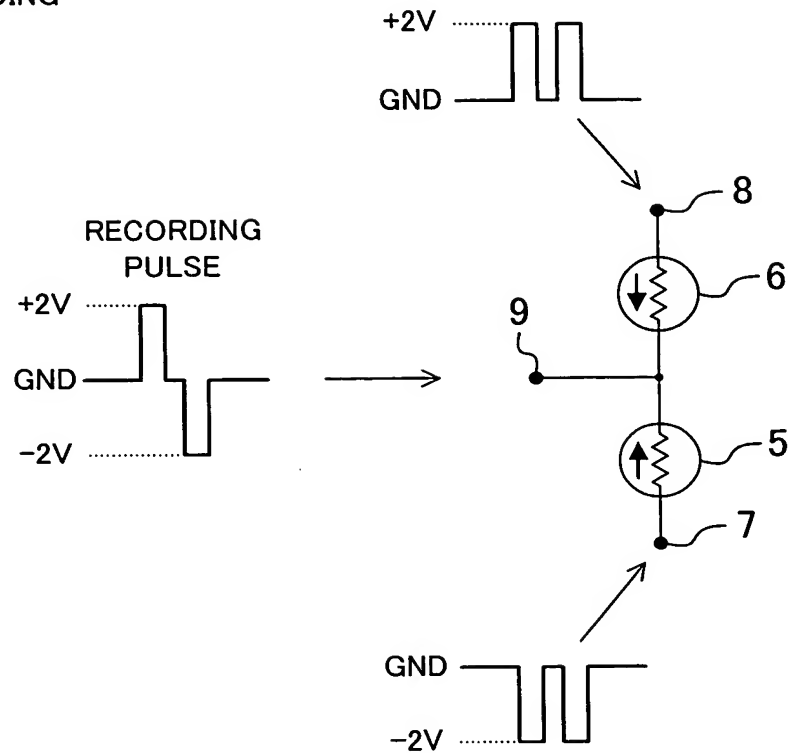 +2V
GND
8
RECORDING
PULSE
6
+2V
9
GND
-2V
5
7
GND
-2V